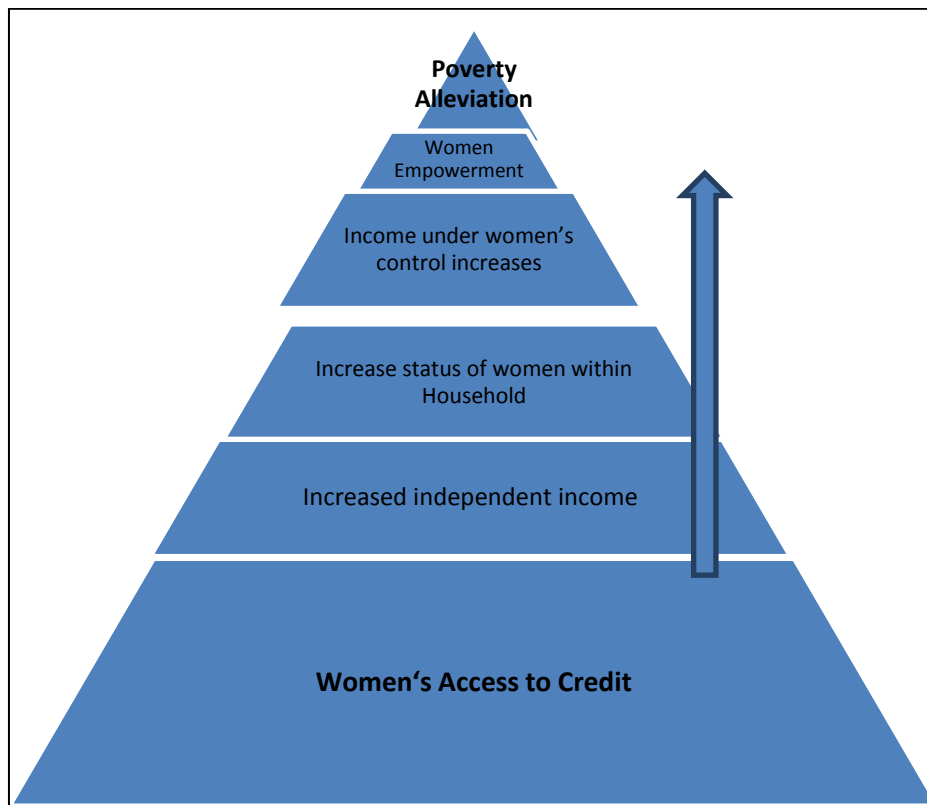 Poverty
Alleviation
Women
Empowerment
Income under women’s
control increases
Increase status of women within
Household
Increased independent income
Women‘s Access to Credit